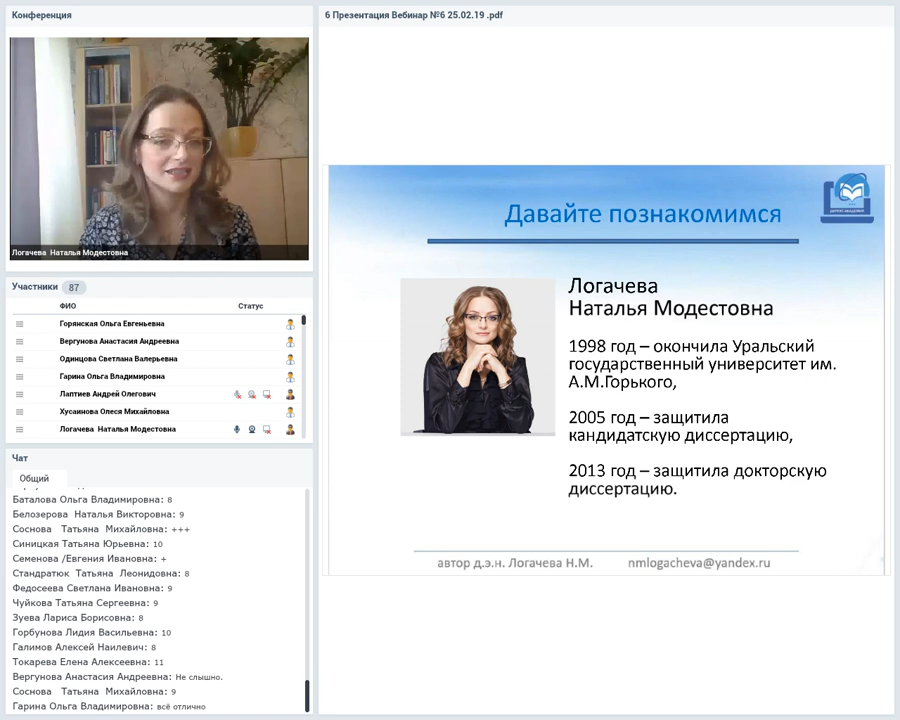 Конференция
Логачева Наталья Модестовна
Участники 87
ФИО Статус
Горянская Ольга Евгеньевна
Вергунова Анастасия Андреевна
Одинцова Светлана Валерьевна
Гарина Ольга Владимировна
Лаптиев Андрей Олегович
Хусаинова Олеся Михайловна
Логачева Наталья Модестовна
Чат
Общий
Баталова Ольга Владимировна: 8
Белозерова Наталья Викторовна: 9
Соснова Татьяна Михайловна: +++
Синицкая Татьяна Юрьевна: 10
Семенова /Евгения Ивановна: +
Стандратюк Татьяна Леонидовна: 8
Федосеева Светлана Ивановна: 9
Чуйкова Татьяна Сергеевна: 9
Зуева Лариса Борисовна: 8
Горбунова Лидия Васильевна: 10
Галимов Алексей Наилевич: 8
Токарева Елена Алексеевна: 11
Вергунова Анастасия Андреевна: Не слышно.
Соснова Татьяна Михайловна: 9
Гарина Ольга Владимировна: всё отлично
6 Презентация Вебинар №6 25.02.19 .pdf
Давайте познакомимся
Логачева
Наталья Модестовна
1998 год – окончила Уральский
государственный университет им.
А.М.Горького,
2005 год – защитила
кандидатскую диссертацию,
2013 год – защитила докторскую
диссертацию.
автор д.э.н. Логачева Н.М. nmlogacheva@yandex.ru